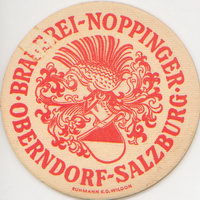 BRAUEREI-NOPPINGER·
OBERNDORF-SALZBURG·
RUHMANN K.G. WILDON